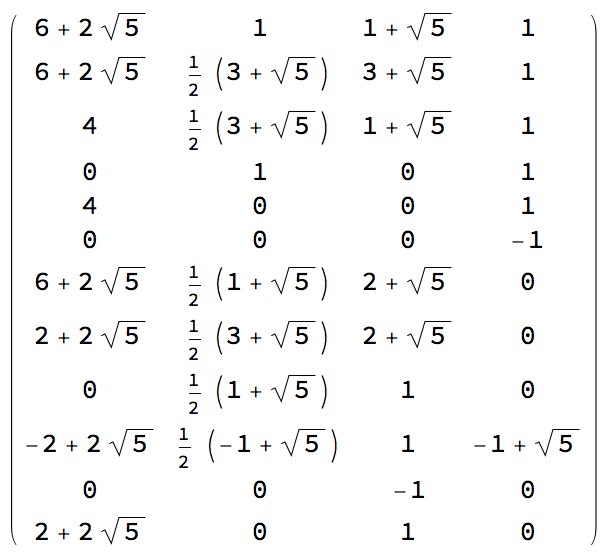 6 + 2 √5 1 1 + √5 1
6 + 2 √5 1/2 (3 + √5) 3 + √5 1
4 1/2 (3 + √5) 1 + √5 1
0 1 0 1
4 0 0 1
0 0 0 -1
6 + 2 √5 1/2 (1 + √5) 2 + √5 0
2 + 2 √5 1/2 (3 + √5) 2 + √5 0
0 1/2 (1 + √5) 1 0
-2 + 2 √5 1/2 (-1 + √5) 1 -1 + √5
0 0 -1 0
2 + 2 √5 0 1 0